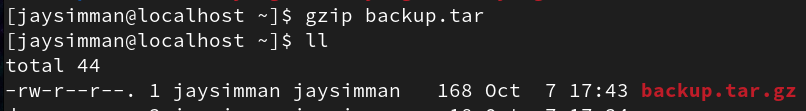 [jaysimman@localhost ~]$ gzip backup.tar
[jaysimman@localhost ~]$ ll
total 44
-rw-r--r--. 1 jaysimman jaysimman   168 Oct  7 17:43 backup.tar.gz